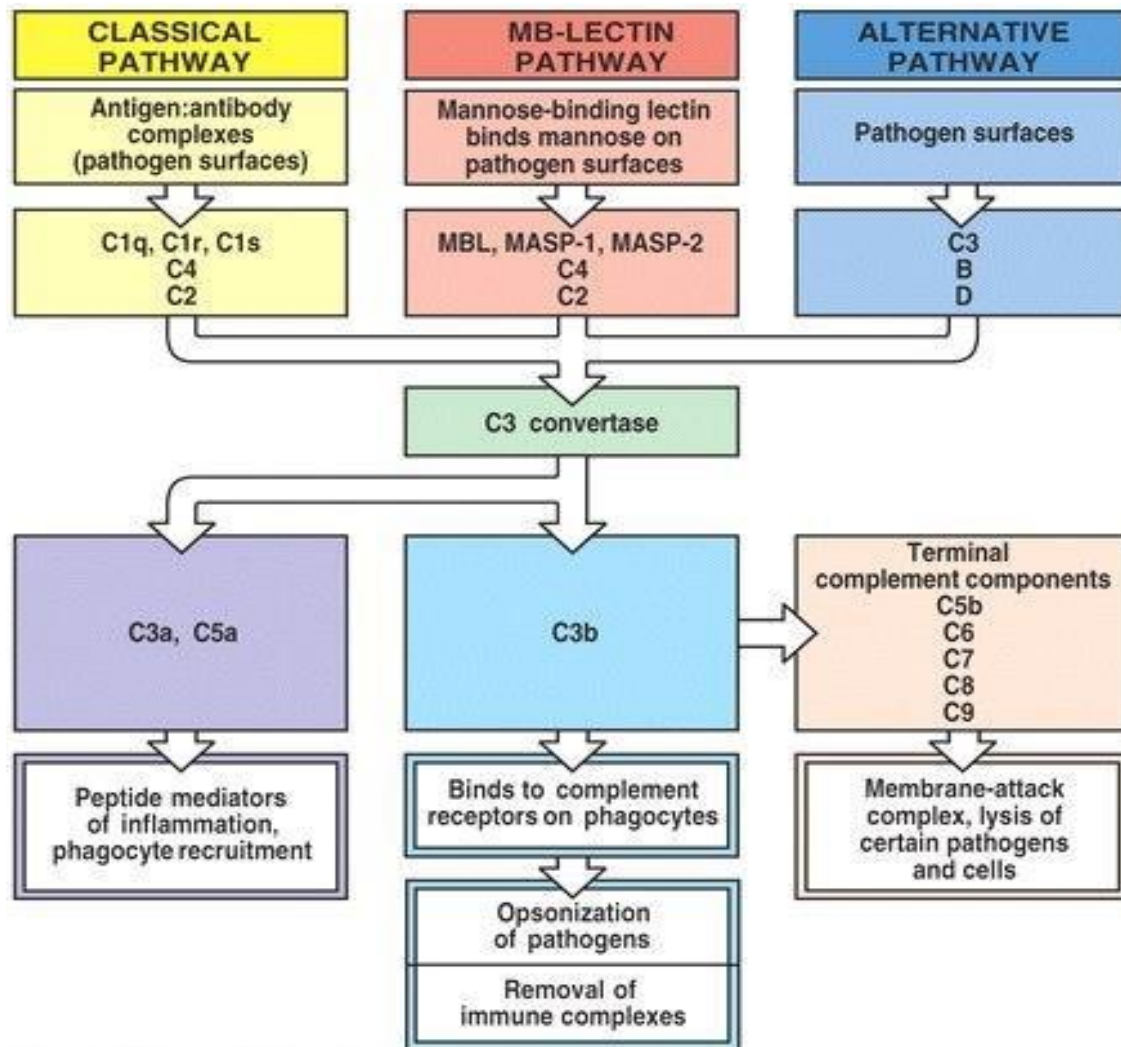 CLASSICAL
PATHWAY
MB-LECTIN
PATHWAY
ALTERNATIVE
PATHWAY
Antigen:antibody
complexes
(pathogen surfaces)
Mannose-binding lectin
binds mannose on
pathogen surfaces
Pathogen surfaces
C1q, C1r, C1s
C4
C2
MBL, MASP-1, MASP-2
C4
C2
C3
B
D
C3 convertase
C3a, C5a
C3b
Terminal
complement components
C5b
C6
C7
C8
C9
Peptide mediators
of inflammation,
phagocyte recruitment
Binds to complement
receptors on phagocytes
Opsonization
of pathogens
Removal of
immune complexes
Membrane-attack
complex, lysis of
certain pathogens
and cells